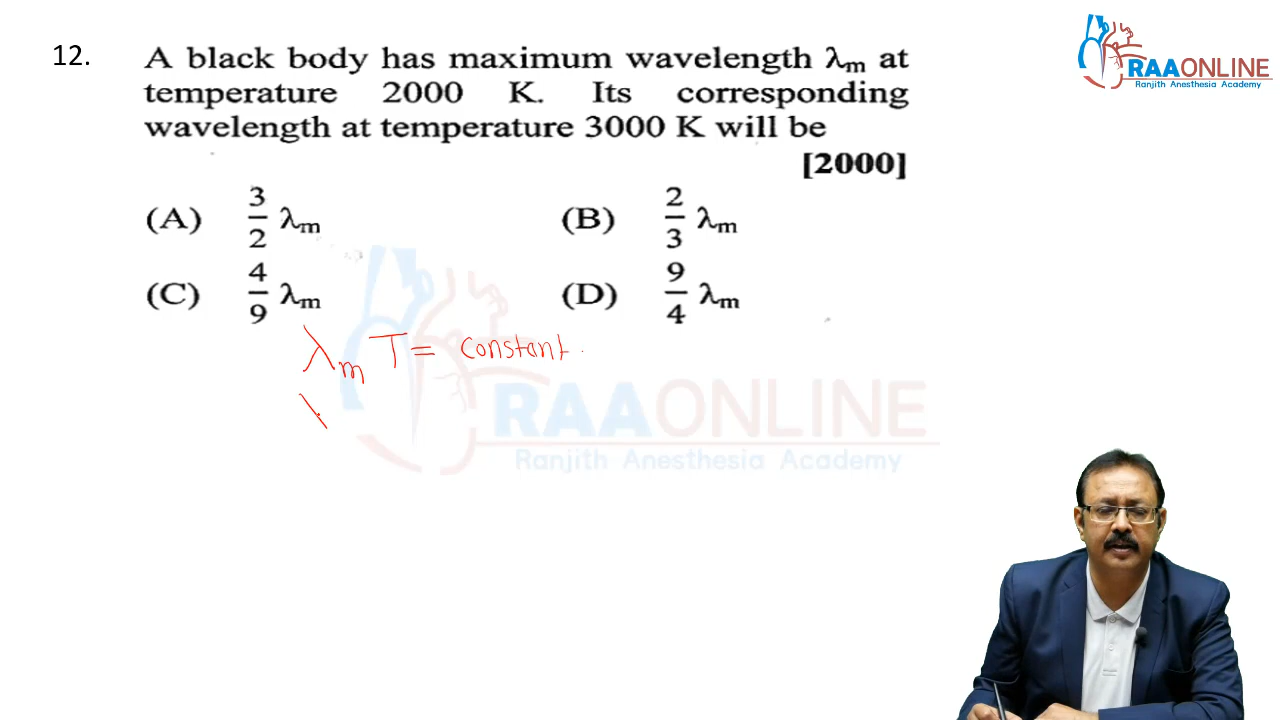 RAAONLINE
Ranjith Anesthesia Academy
12. A black body has maximum wavelength λm at
temperature 2000 K. Its corresponding
wavelength at temperature 3000 K will be
[2000]
(A) 3/2 λm (B) 2/3 λm
(C) 4/9 λm (D) 9/4 λm
λm T = constant
RAAONLINE
Ranjith Anesthesia Academy